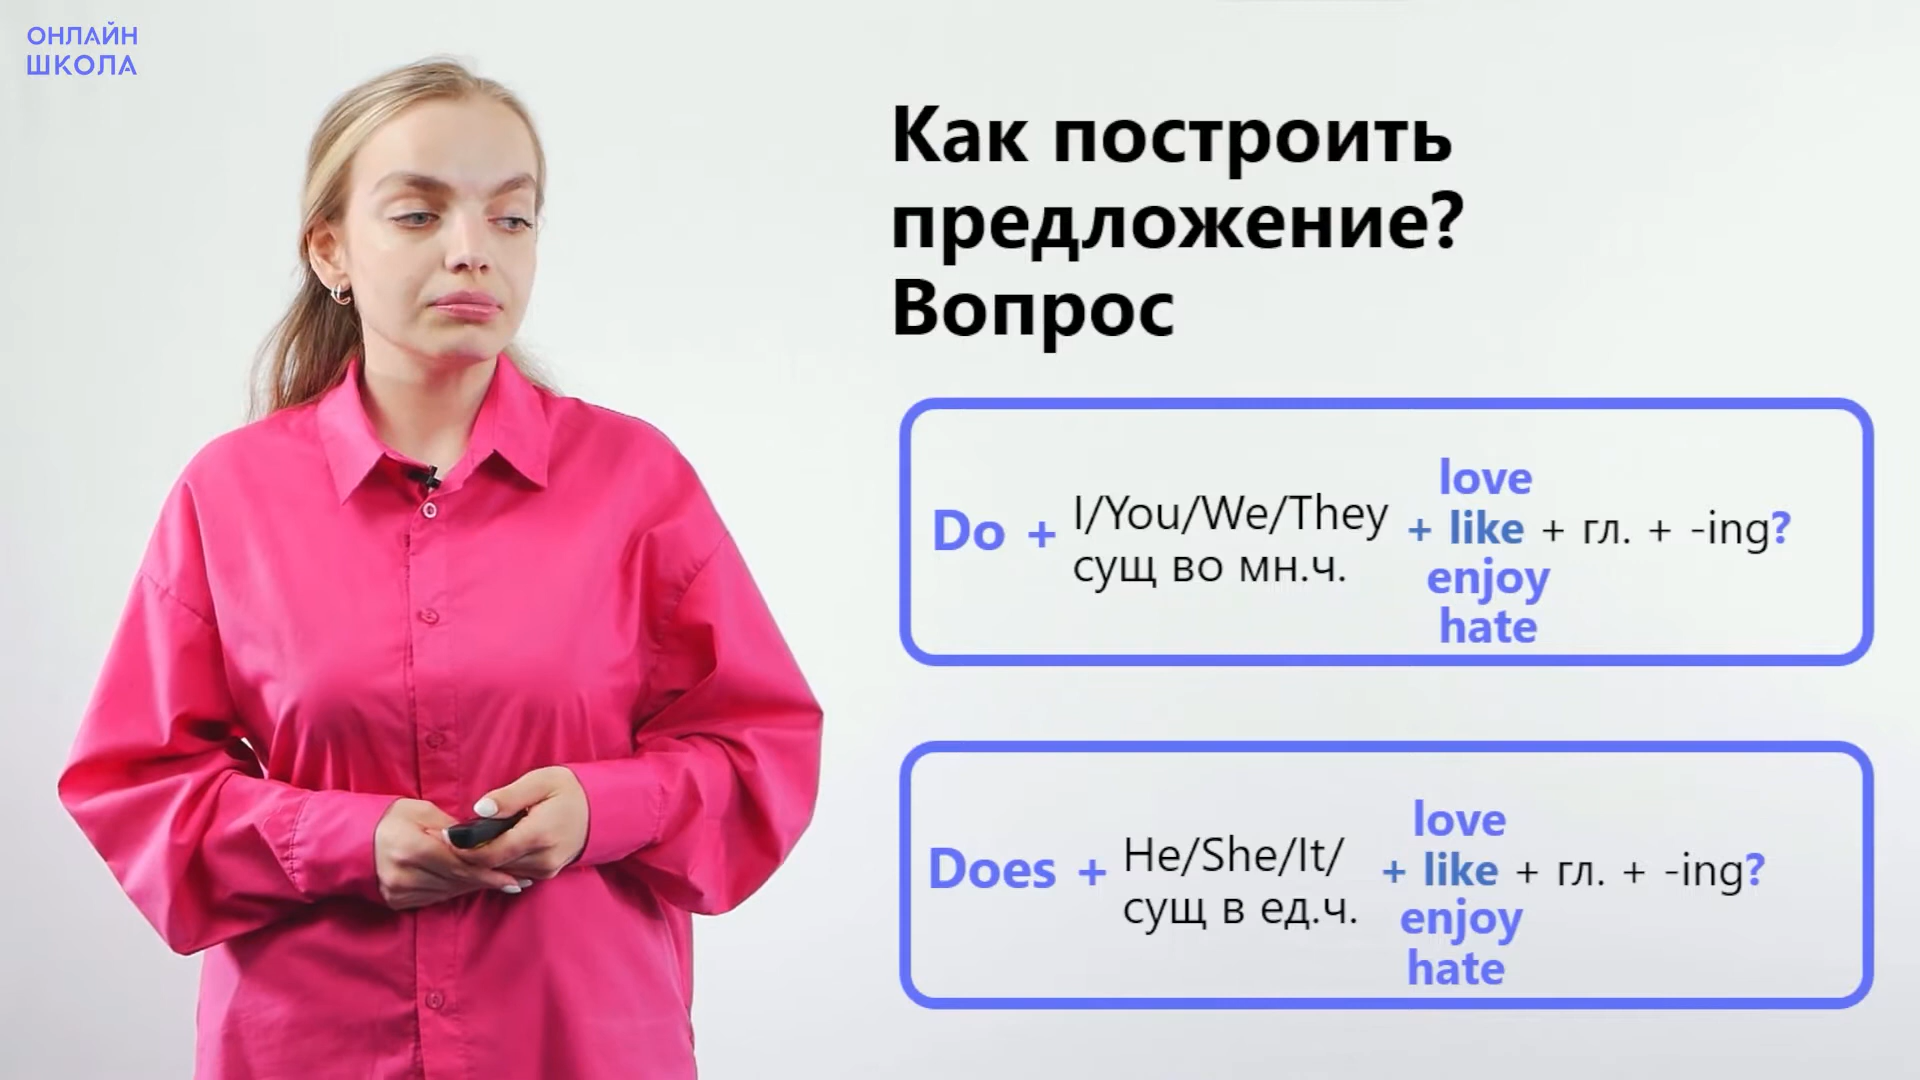 ОНЛАЙН
ШКОЛА
Как построить
предложение?
Вопрос
love
Do + I/You/We/They + like + гл. + -ing?
сущ во мн.ч.
enjoy
hate
love
Does + He/She/It/ + like + гл. + -ing?
сущ в ед.ч.
enjoy
hate